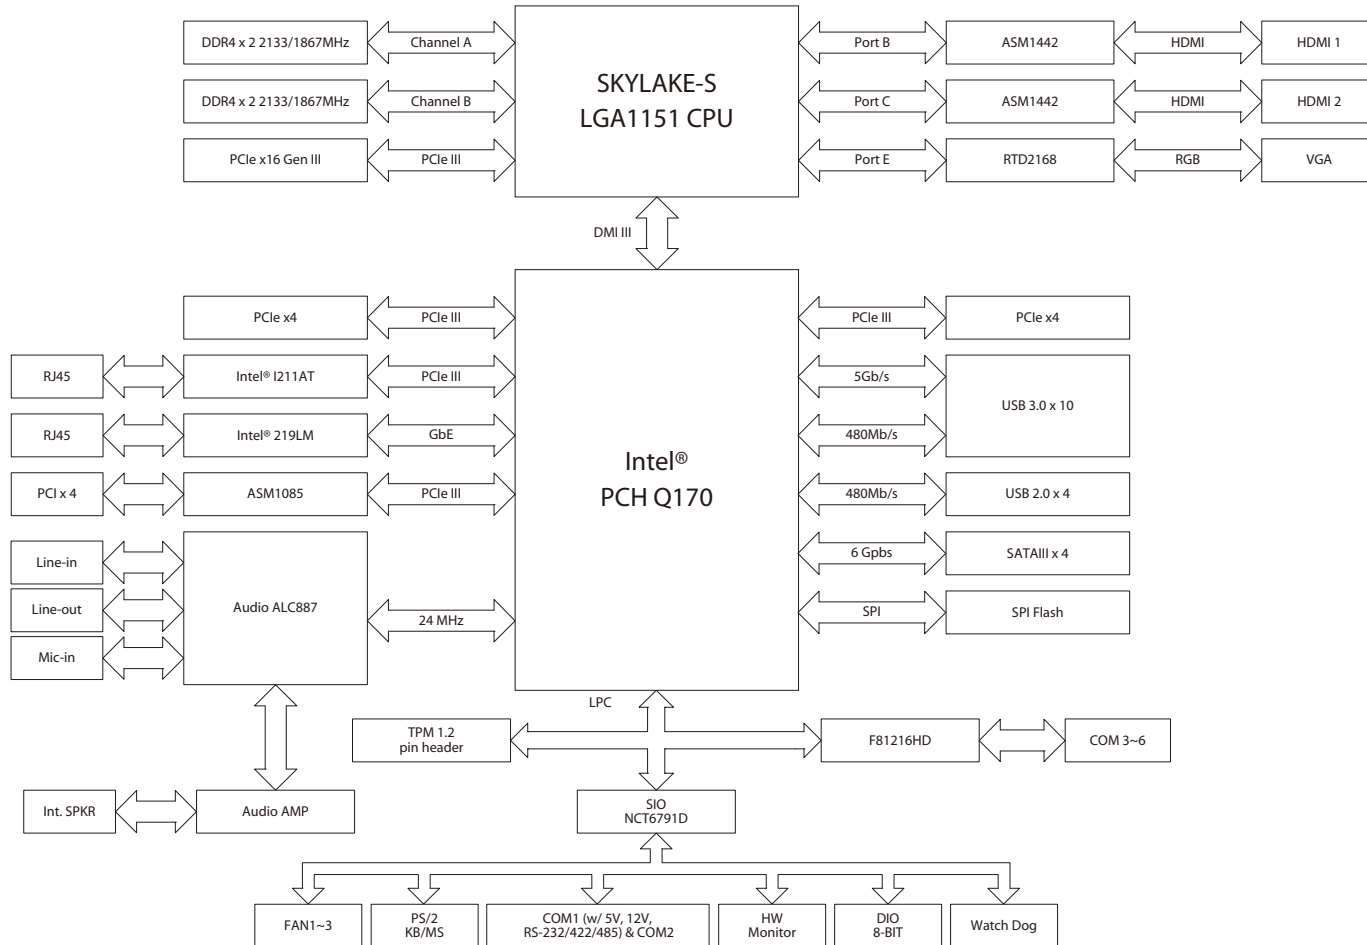 DDR4 x 2 2133/1867MHz
Channel A
SKYLAKE-S
LGA1151 CPU
Port B
ASM1442
HDMI
HDMI 1
DDR4 x 2 2133/1867MHz
Channel B
Port C
ASM1442
HDMI
HDMI 2
PCIe x16 Gen III
PCIe III
Port E
RTD2168
RGB
VGA
DMI III
PCIe x4
PCIe III
Intel®
PCH Q170
PCIe III
PCIe x4
RJ45
Intel® I211AT
PCIe III
5Gb/s
USB 3.0 x 10
RJ45
Intel® 219LM
GbE
480Mb/s
PCI x 4
ASM1085
PCIe III
480Mb/s
USB 2.0 x 4
Line-in
6 Gpbs
SATAIII x 4
Line-out
Audio ALC887
24 MHz
SPI
SPI Flash
Mic-in
LPC
TPM 1.2
pin header
F81216HD
COM 3~6
Int. SPKR
Audio AMP
SIO
NCT6791D
FAN1~3
PS/2
KB/MS
COM1 (w/ 5V, 12V,
RS-232/422/485) & COM2
HW
Monitor
DIO
8-BIT
Watch Dog